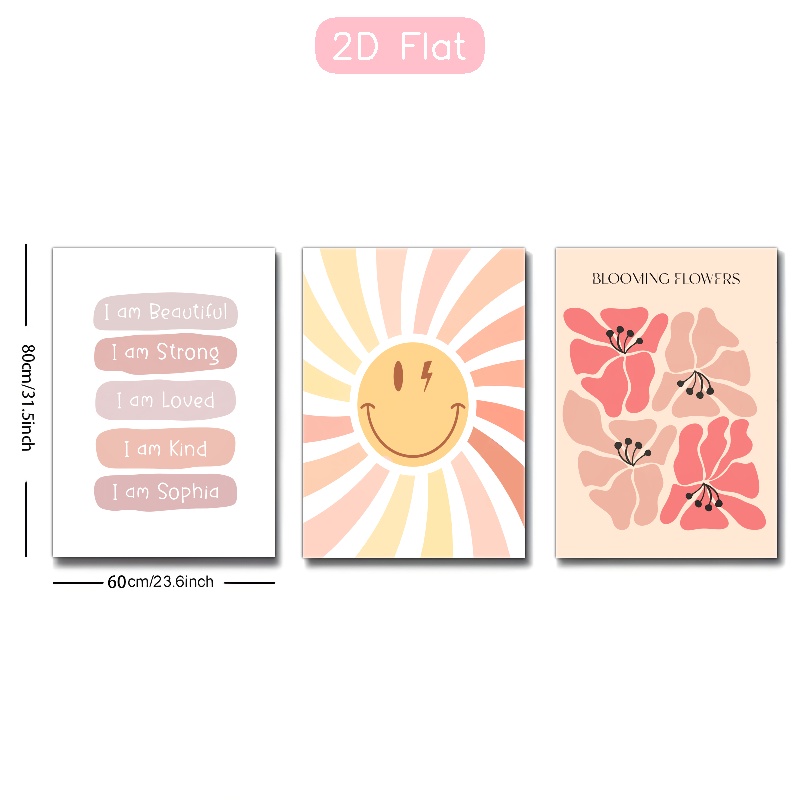 2D Flat
I am Beautiful
I am Strong
I am Loved
I am Kind
I am Sophia
BLOOMING FLOWERS
80cm/31.5inch
60cm/23.6inch